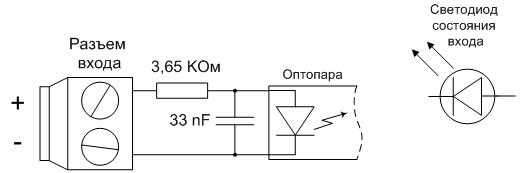 Разъем
входа
+
-
3,65 КОм
33 nF
Оптопара
Светодиод
состояния
входа